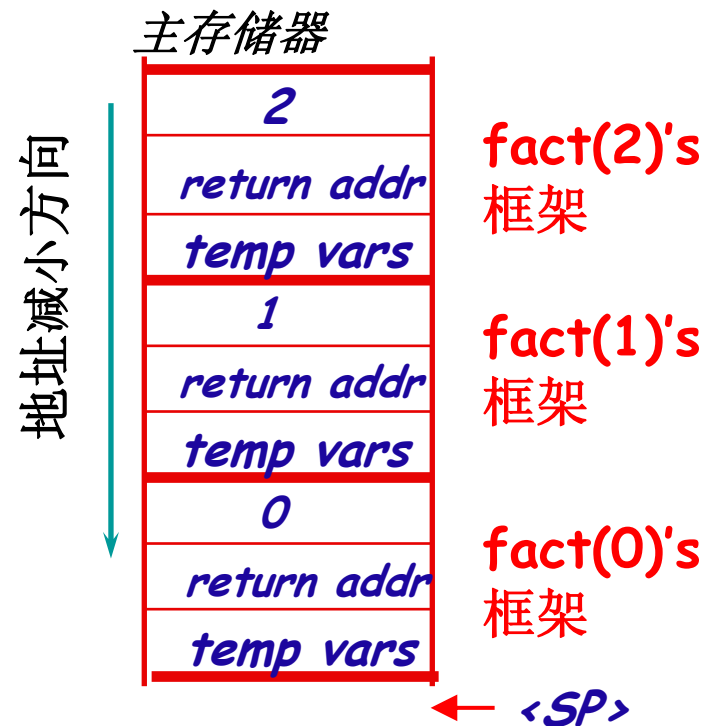 主存储器
地址减小方向
2
return addr
temp vars
fact(2)'s
框架
1
return addr
temp vars
fact(1)'s
框架
0
return addr
temp vars
fact(0)'s
框架
<SP>